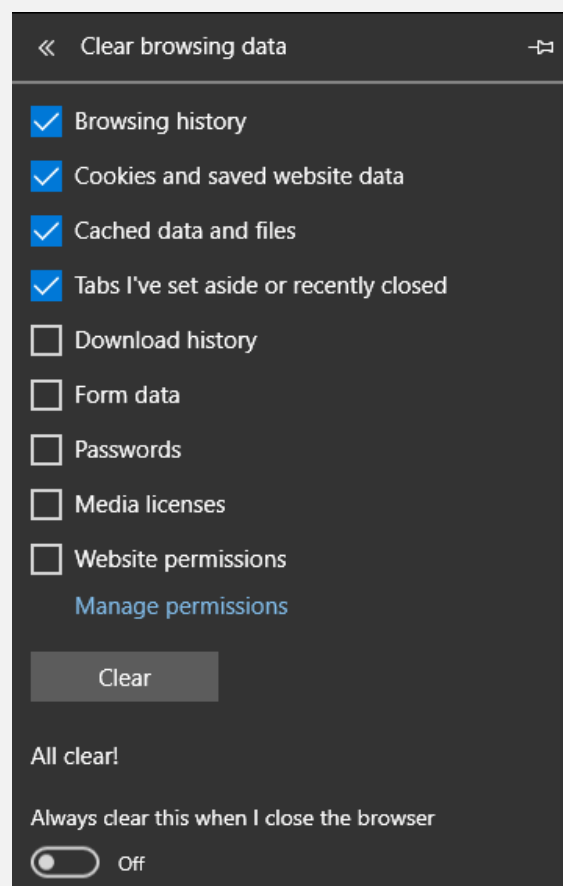 Clear browsing data
Browsing history
Cookies and saved website data
Cached data and files
Tabs I've set aside or recently closed
Download history
Form data
Passwords
Media licenses
Website permissions
Manage permissions
Clear
All clear!
Always clear this when I close the browser
Off